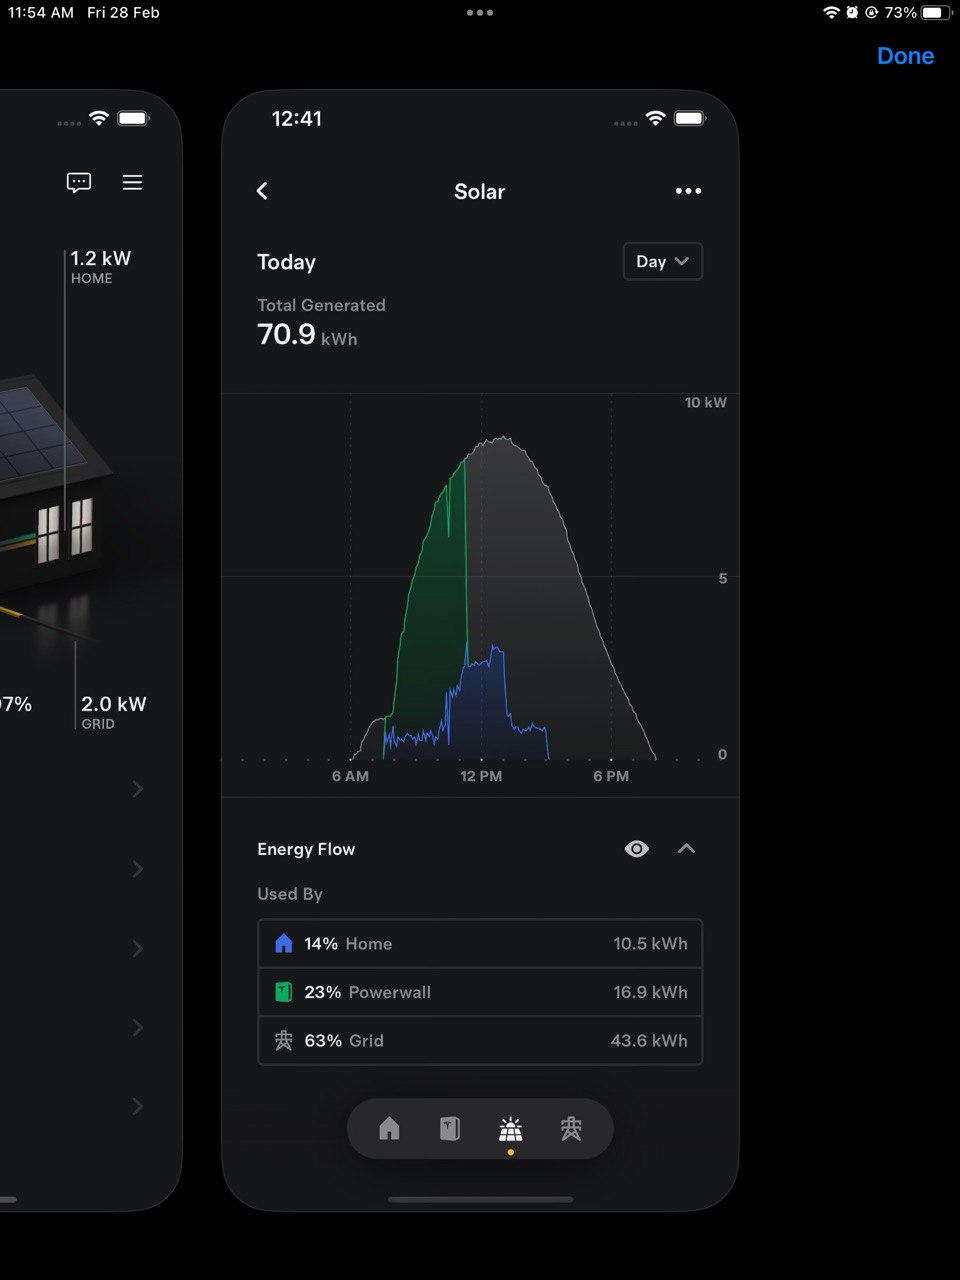 11:54 AM Fri 28 Feb
73%
Done
1.2 kW
HOME
97%
2.0 kW
GRID
12:41
Solar
Today
Day
Total Generated
70.9 kWh
10 kW
5
0
6 AM 12 PM 6 PM
Energy Flow
Used By
14% Home 10.5 kWh
23% Powerwall 16.9 kWh
63% Grid 43.6 kWh